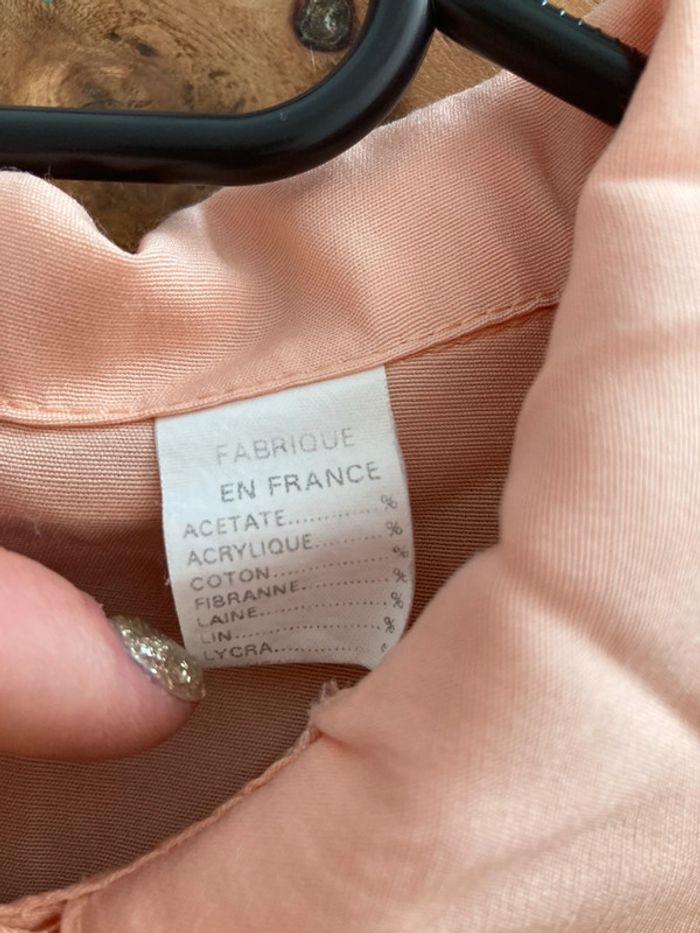 FABRIQUE
EN FRANCE
ACETATE............%
ACRYLIQUE..........%
COTON..............%
FIBRANNE...........%
LAINE..............%
LIN................%
LYCRA..............